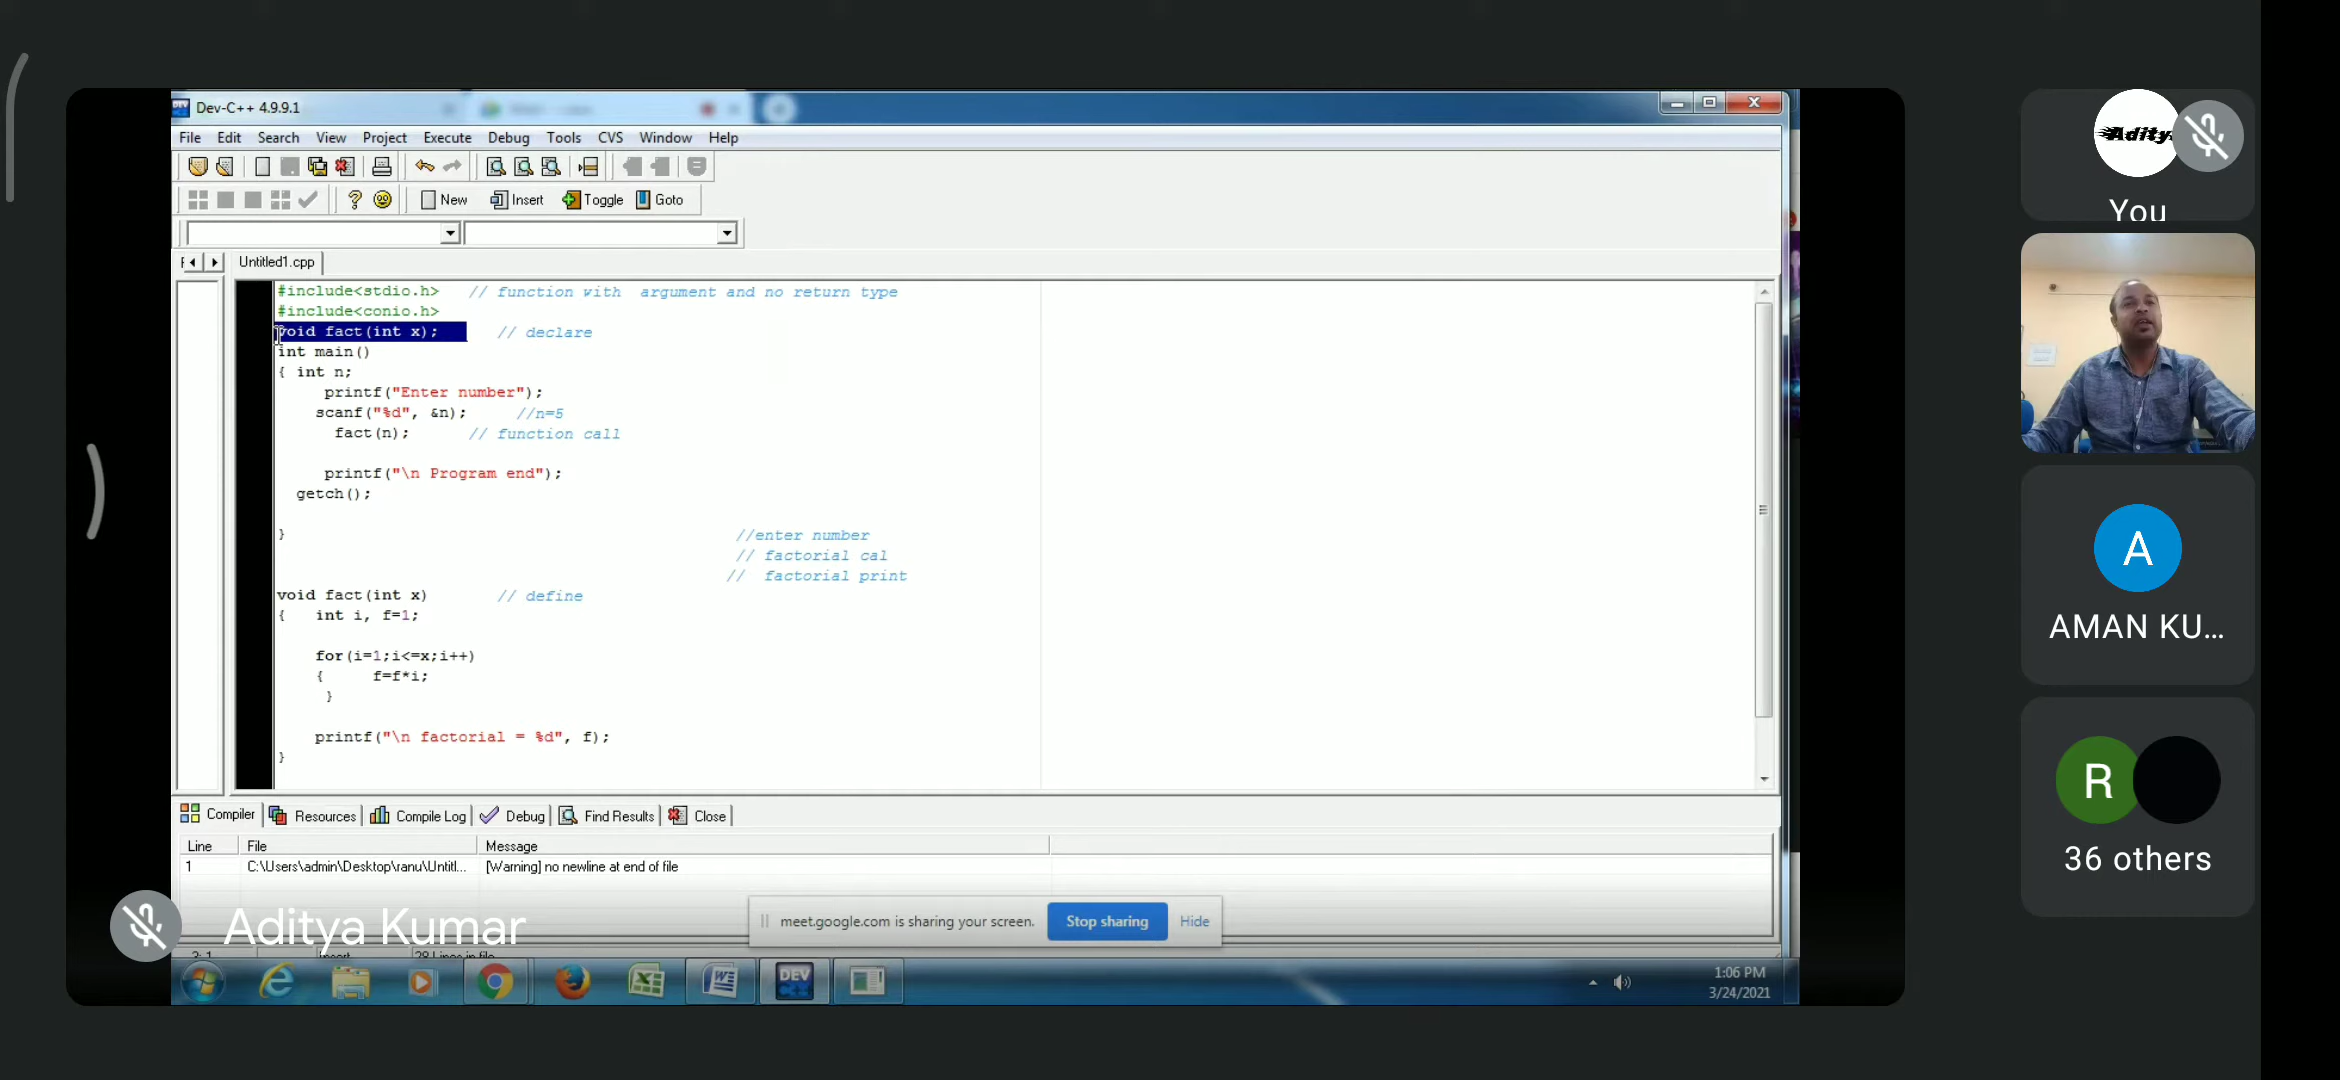 Dev-C++ 4.9.9.1
File Edit Search View Project Execute Debug Tools CVS Window Help
New Insert Toggle Goto
Untitled1.cpp
#include<stdio.h> // function with argument and no return type
#include<conio.h>
void fact(int x); // declare
int main()
{ int n;
printf("Enter number");
scanf("%d", &n); //n=5
fact(n); // function call
printf("\n Program end");
getch();
} //enter number
// factorial cal
// factorial print
void fact(int x) // define
{ int i, f=1;
for(i=1;i<=x;i++)
{ f=f*i;
}
printf("\n factorial = %d", f);
}
Compiler Resources Compile Log Debug Find Results Close
Line File Message
1 C:\Users\admin\Desktop\ranu\Untitl... [Warning] no newline at end of file
meet.google.com is sharing your screen. Stop sharing Hide
Aditya Kumar
DEV
1:06 PM
3/24/2021
You
A
AMAN KU...
R
36 others